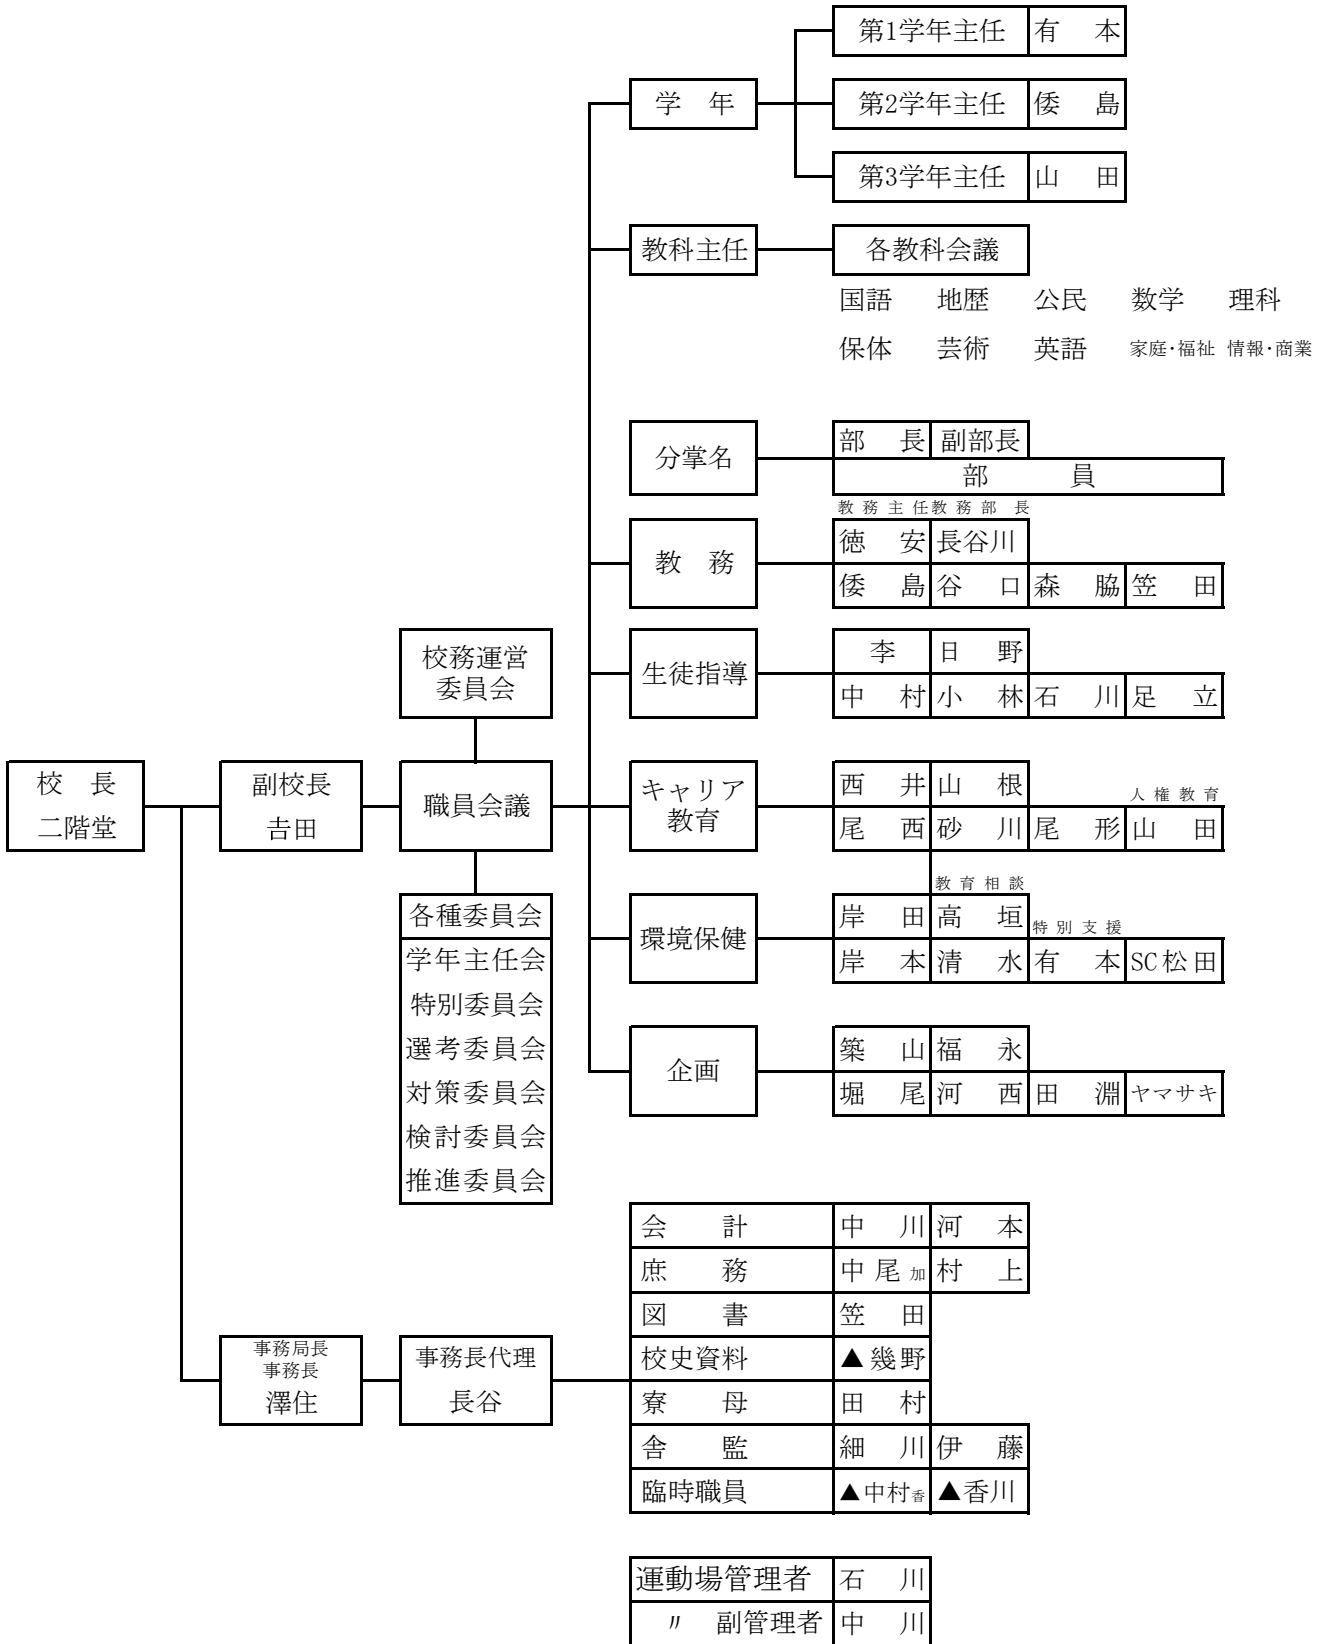 第1学年主任 有 本
学 年 第2学年主任 倭 島
第3学年主任 山 田
教科主任 各教科会議
国語 地歴 公民 数学 理科
保体 芸術 英語 家庭・福祉 情報・商業
分掌名 部 長 副部長
部 員
教務主任 教務部長
教 務 徳 安 長谷川
倭 島 谷 口 森 脇 笠 田
生徒指導 李 日 野
中 村 小 林 石 川 足 立
校務運営
委員会
校 長
二階堂
副校長
𠮷田
職員会議
キャリア
教育
西 井 山 根
人権教育
尾 西 砂 川 尾 形 山 田
教育相談
環境保健 岸 田 高 垣
特別支援
岸 本 清 水 有 本 SC松田
企画 築 山 福 永
堀 尾 河 西 田 淵 ヤマサキ
各種委員会
学年主任会
特別委員会
選考委員会
対策委員会
検討委員会
推進委員会
事務局長
事務長
澤住
事務長代理
長谷
会 計 中 川 河 本
庶 務 中尾加 村 上
図 書 笠 田
校史資料 ▲幾野
寮 母 田 村
舎 監 細 川 伊 藤
臨時職員 ▲中村香 ▲香川
運動場管理者 石 川
〃 副管理者 中 川